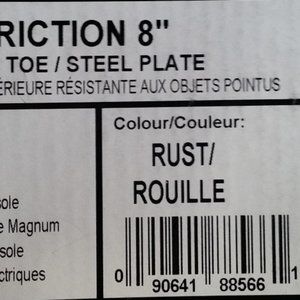 RICTION 8"
TOE / STEEL PLATE
ÉRIEURE RÉSISTANTE AUX OBJETS POINTUS
Colour/Couleur:
RUST/
ROUILLE
sole
e Magnum
sole
ctriques
0 90641 88566 1